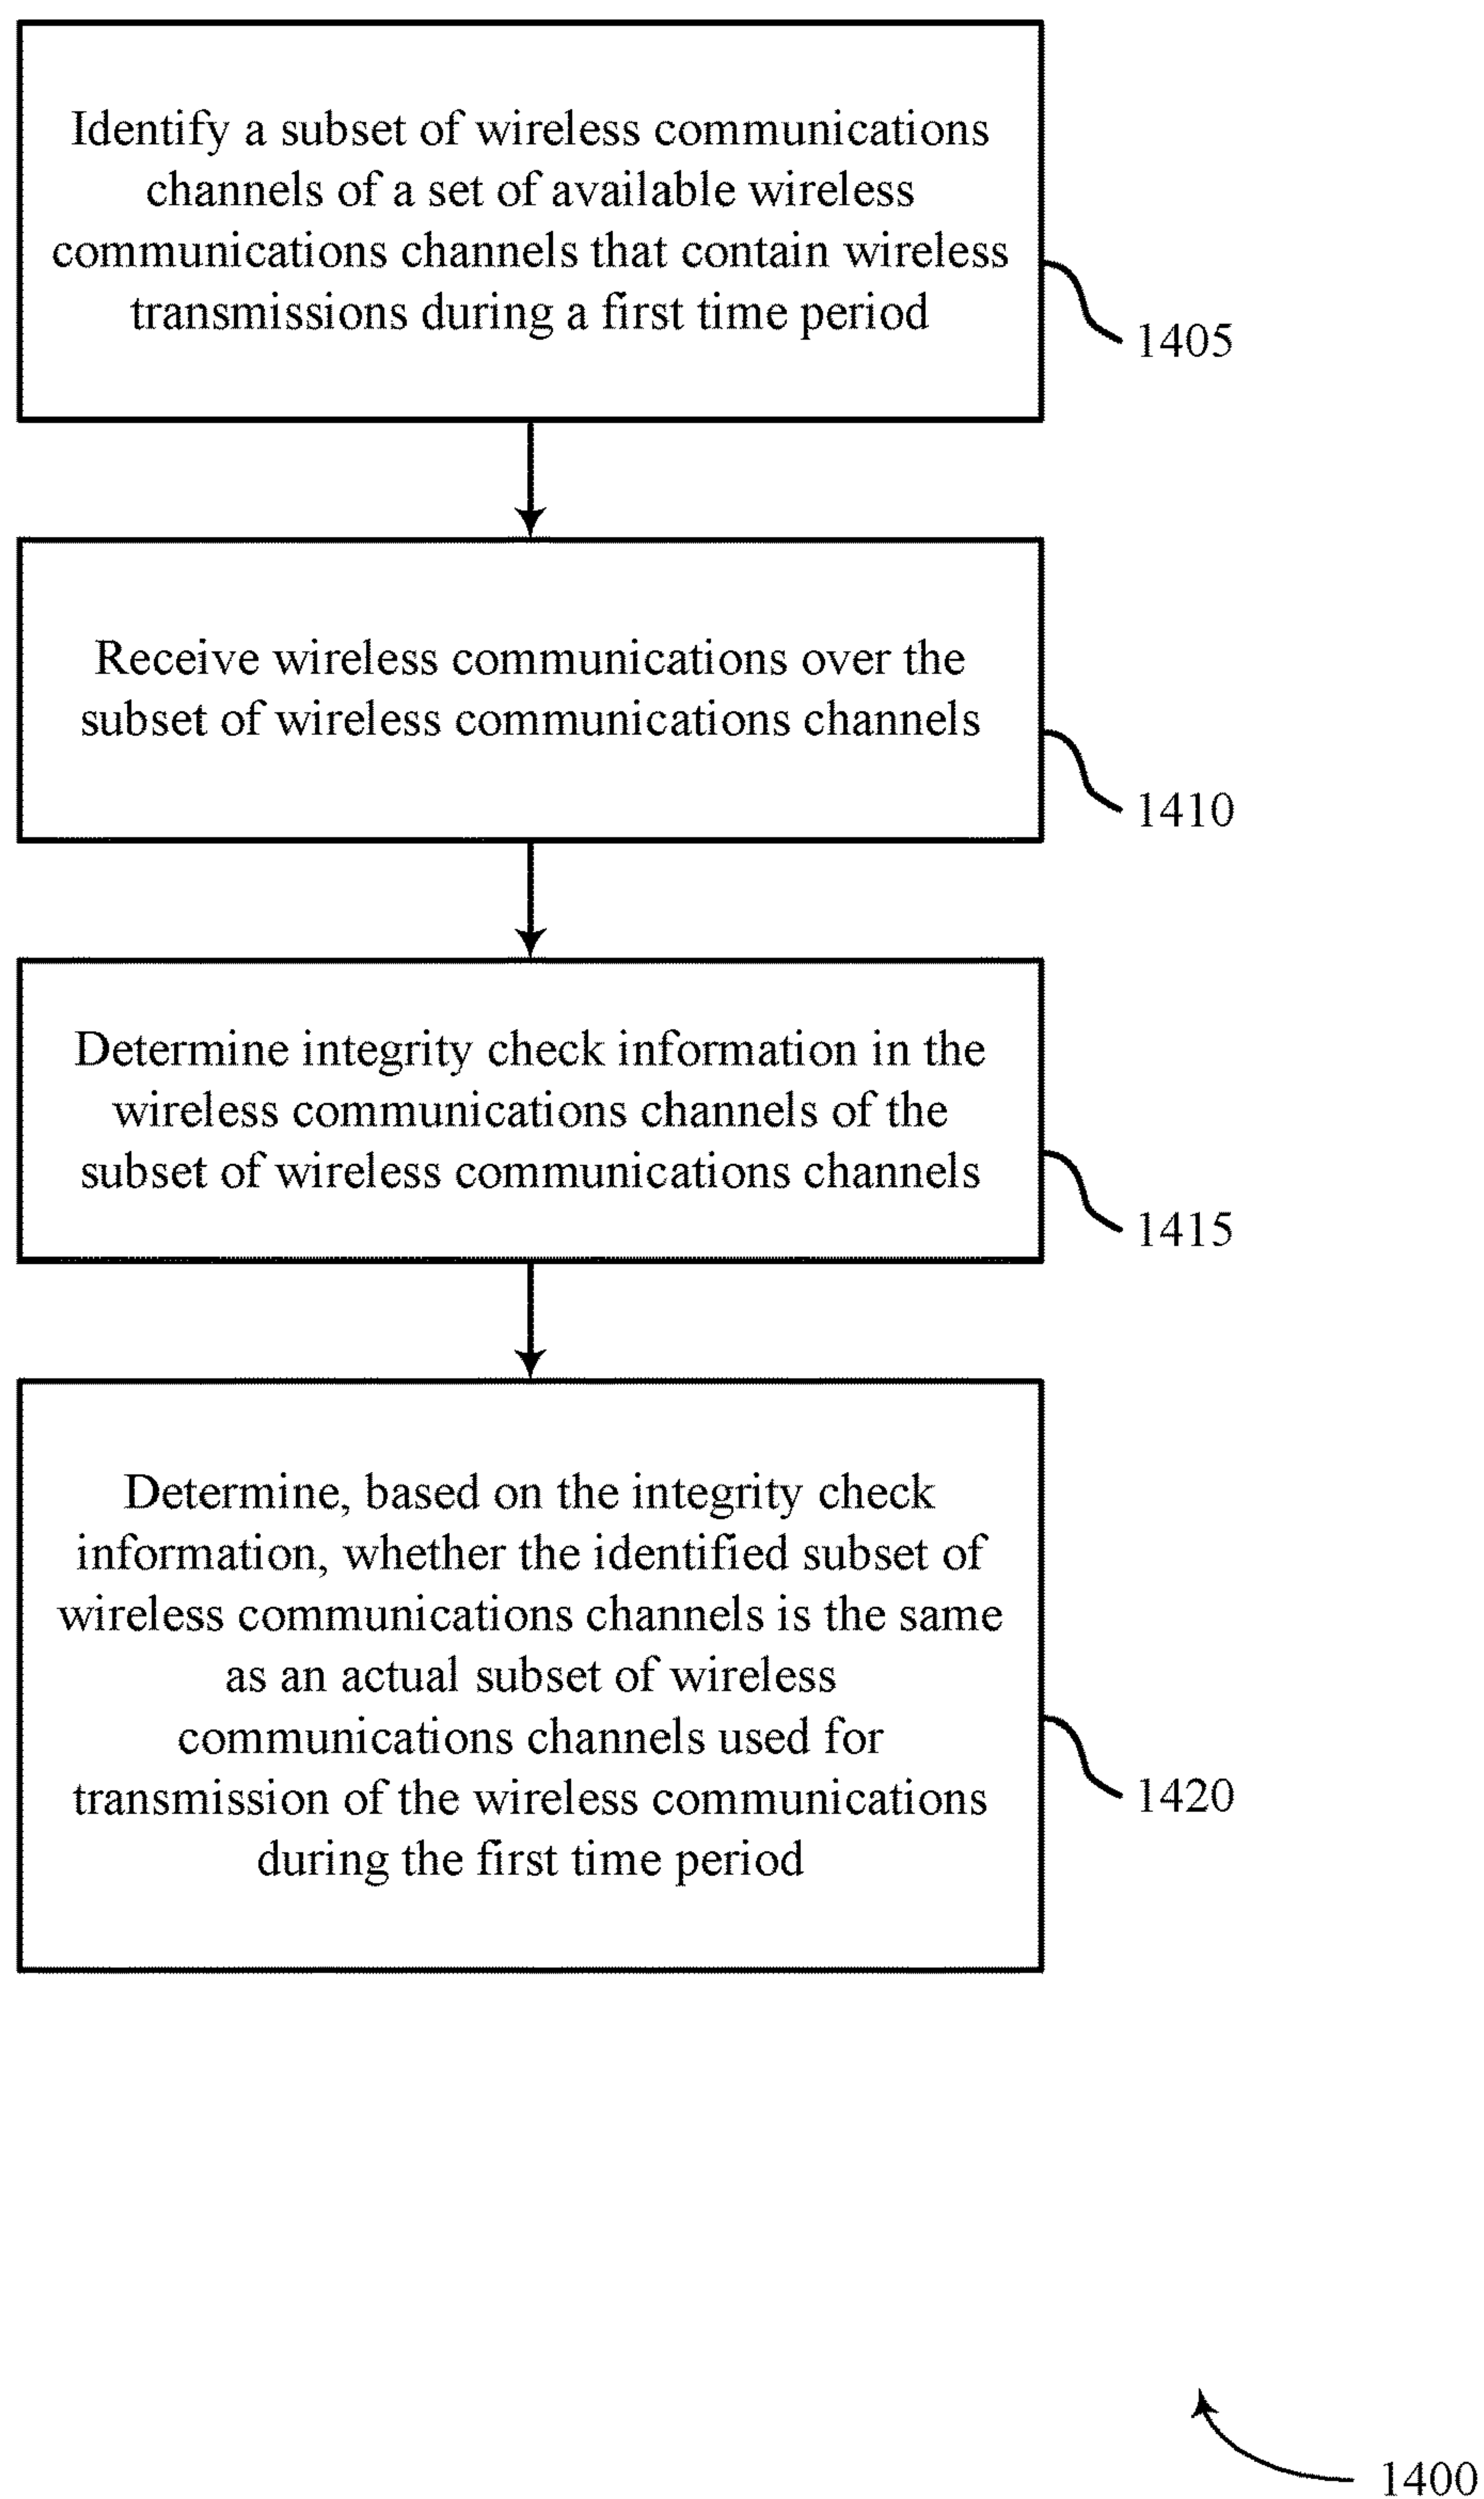 Identify a subset of wireless communications
channels of a set of available wireless
communications channels that contain wireless
transmissions during a first time period
1405
Receive wireless communications over the
subset of wireless communications channels
1410
Determine integrity check information in the
wireless communications channels of the
subset of wireless communications channels
1415
Determine, based on the integrity check
information, whether the identified subset of
wireless communications channels is the same
as an actual subset of wireless
communications channels used for
transmission of the wireless communications
during the first time period
1420
1400